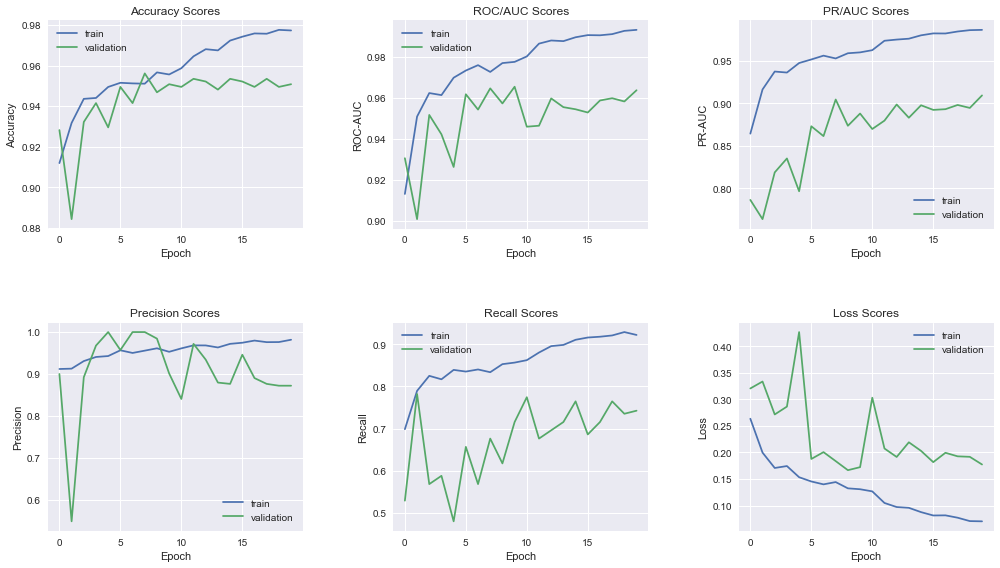 Accuracy Scores
0.98
0.96
0.94
0.92
0.90
0.88
Accuracy
train
validation
0
5
10
15
Epoch
ROC/AUC Scores
0.98
0.96
0.94
0.92
0.90
ROC-AUC
train
validation
0
5
10
15
Epoch
PR/AUC Scores
0.95
0.90
0.85
0.80
PR-AUC
train
validation
0
5
10
15
Epoch
Precision Scores
1.0
0.9
0.8
0.7
0.6
Precision
train
validation
0
5
10
15
Epoch
Recall Scores
0.9
0.8
0.7
0.6
0.5
Recall
train
validation
0
5
10
15
Epoch
Loss Scores
0.40
0.35
0.30
0.25
0.20
0.15
0.10
Loss
train
validation
0
5
10
15
Epoch